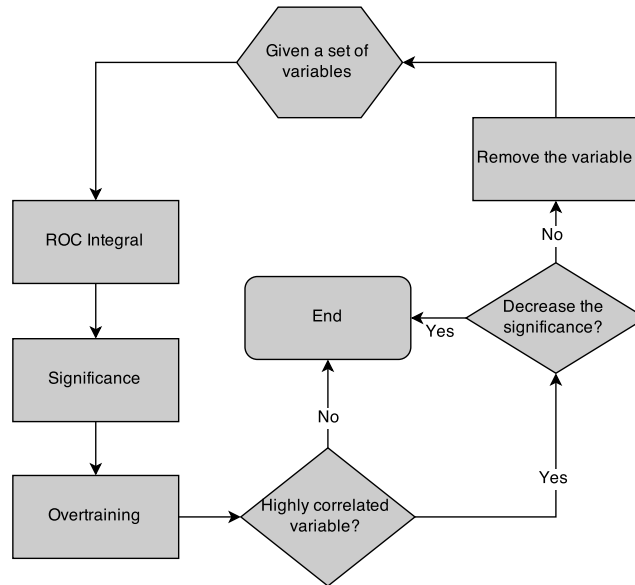 Given a set of
variables
Remove the variable
ROC Integral
No
End
Decrease the
significance?
Yes
Significance
No
Yes
Highly correlated
variable?
Overtraining